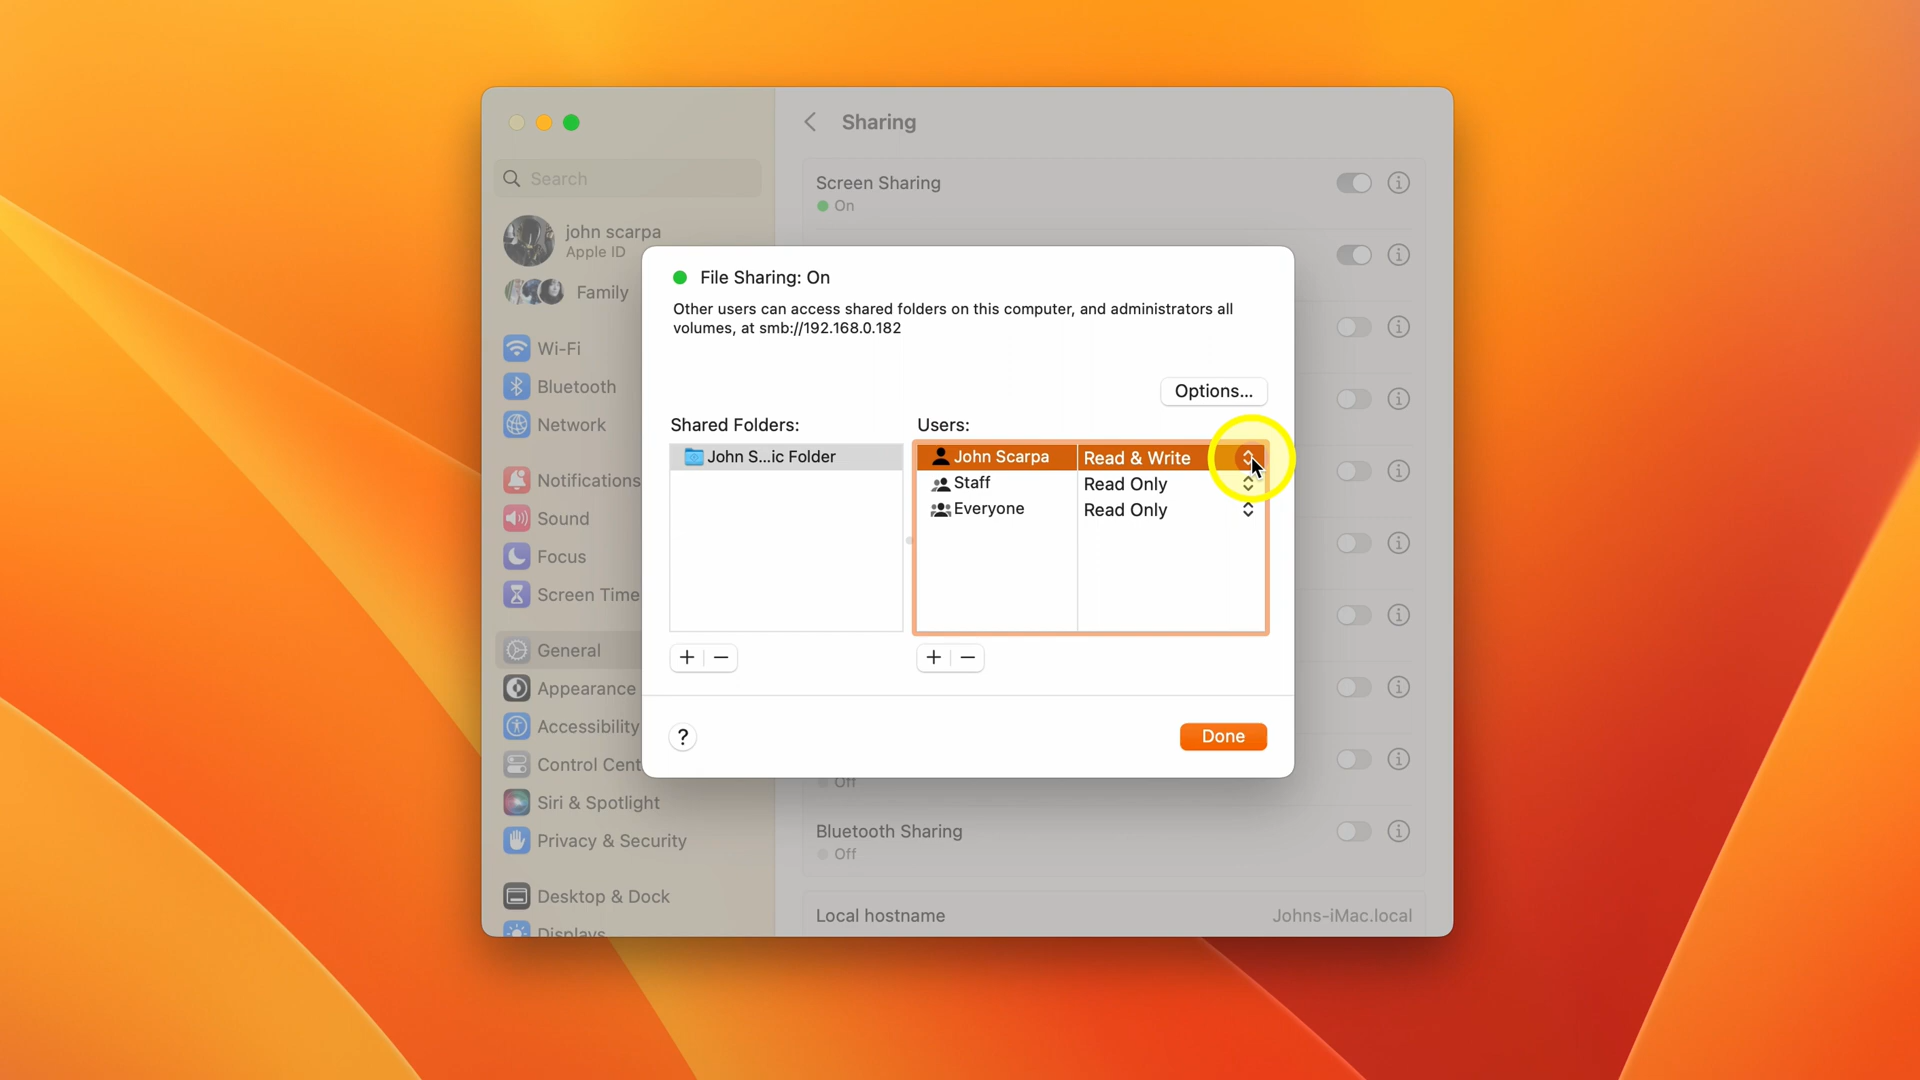 Sharing
Search
Screen Sharing
On
john scarpa
Apple ID
Family
Wi-Fi
Bluetooth
Network
Notifications
Sound
Focus
Screen Time
General
Appearance
Accessibility
Control Cent
Siri & Spotlight
Privacy & Security
Desktop & Dock
Displays
File Sharing: On
Other users can access shared folders on this computer, and administrators all
volumes, at smb://192.168.0.182
Options...
Shared Folders:
Users:
John S...ic Folder
John Scarpa Read & Write
Staff Read Only
Everyone Read Only
+ −
+ −
?
Done
Off
Bluetooth Sharing
Off
Local hostname Johns-iMac.local